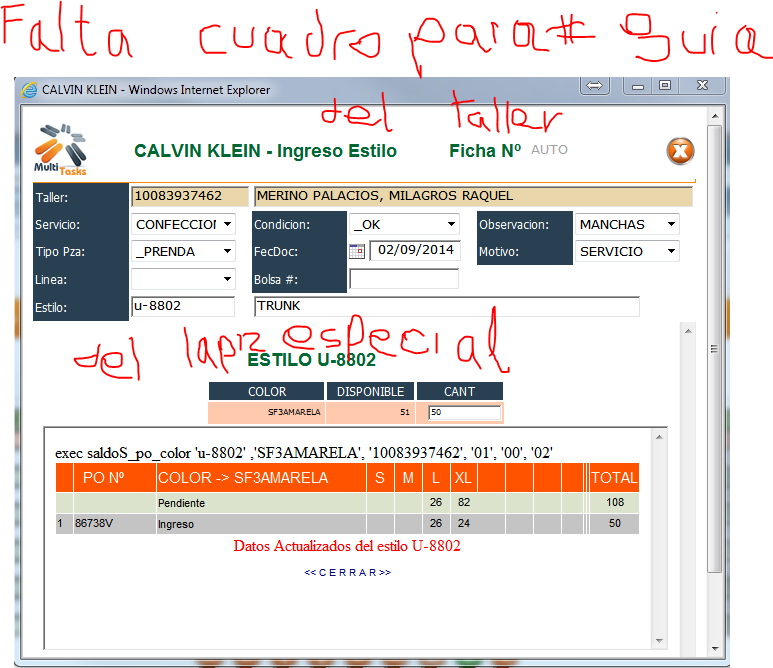 Falta cuadro para # guia
CALVIN KLEIN - Windows Internet Explorer
del taller
MultiTasks
CALVIN KLEIN - Ingreso Estilo Ficha Nº AUTO
Taller: 10083937462 MERINO PALACIOS, MILAGROS RAQUEL
Servicio: CONFECCION Condicion: _OK Observacion: MANCHAS
Tipo Pza: _PRENDA FecDoc: 02/09/2014 Motivo: SERVICIO
Linea: Bolsa #:
Estilo: u-8802 TRUNK
del lapiz especial
ESTILO U-8802
COLOR DISPONIBLE CANT
SF3AMARELA 51 50
exec saldoS_po_color 'u-8802' ,'SF3AMARELA', '10083937462', '01', '00', '02'
PO Nº COLOR -> SF3AMARELA S M L XL TOTAL
Pendiente 26 82 108
1 86738V Ingreso 26 24 50
Datos Actualizados del estilo U-8802
<< C E R R A R >>